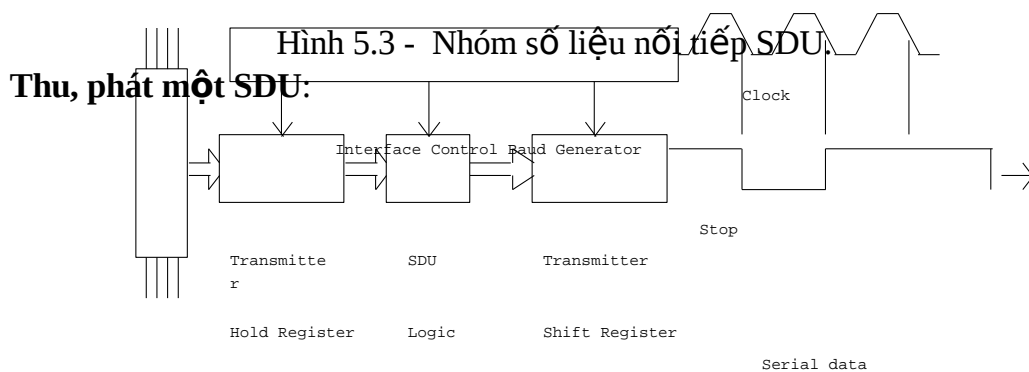 Hình 5.3 - Nhóm số liệu nối tiếp SDU.
Thu, phát một SDU:
Clock
Interface Control Baud Generator
Stop
Transmitte SDU Transmitter
r
Hold Register Logic Shift Register
Serial data